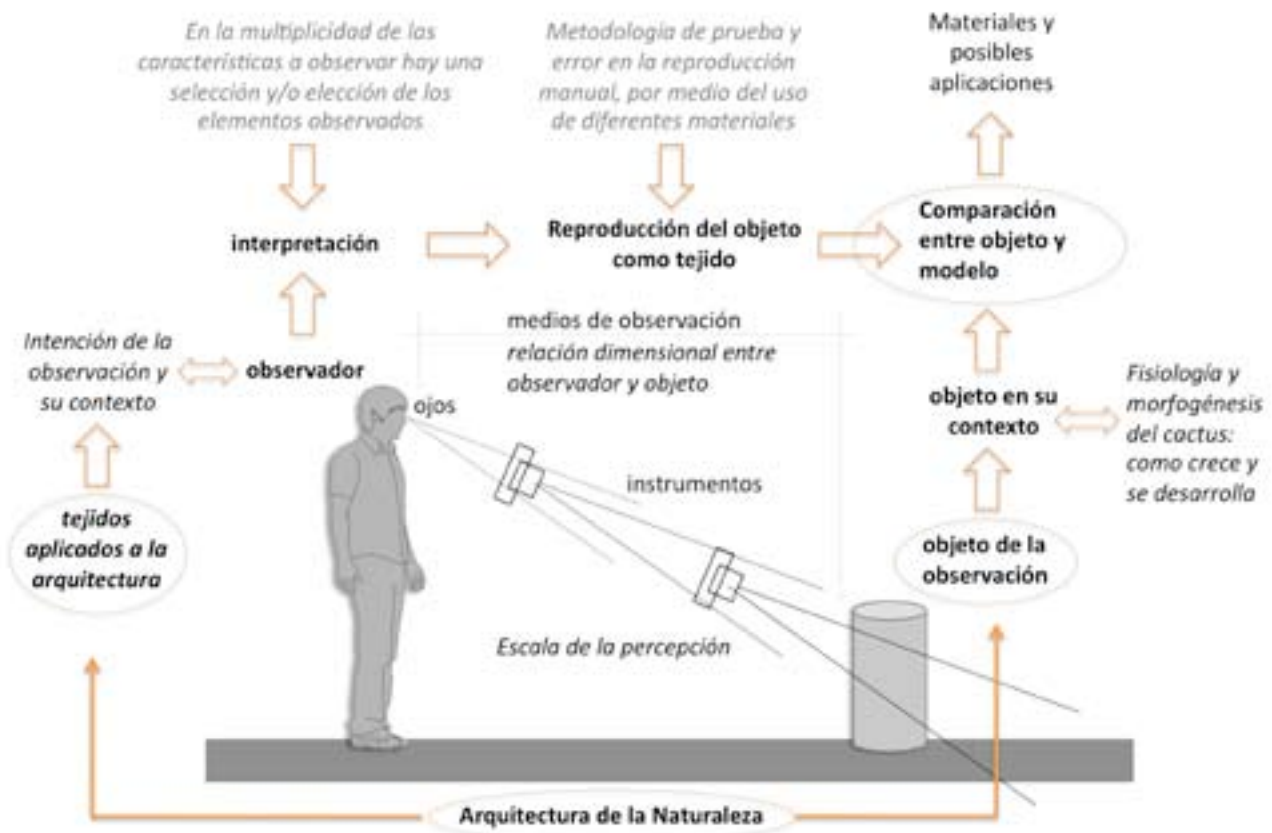 En la multiplicidad de las
características a observar hay una
selección y/o elección de los
elementos observados
Metodologia de prueba y
error en la reproducción
manual, por medio del uso
de diferentes materiales
Materiales y
posibles
aplicaciones
interpretación
Reproducción del objeto
como tejido
Comparación
entre objeto y
modelo
Intención de la
observación y
su contexto
observador
medios de observación
relación dimensional entre
observador y objeto
ojos
objeto en su
contexto
Fisiología y
morfogénesis
del cactus:
como crece y
se desarrolla
instrumentos
tejidos
aplicados a la
arquitectura
objeto de la
observación
Escala de la percepción
Arquitectura de la Naturaleza